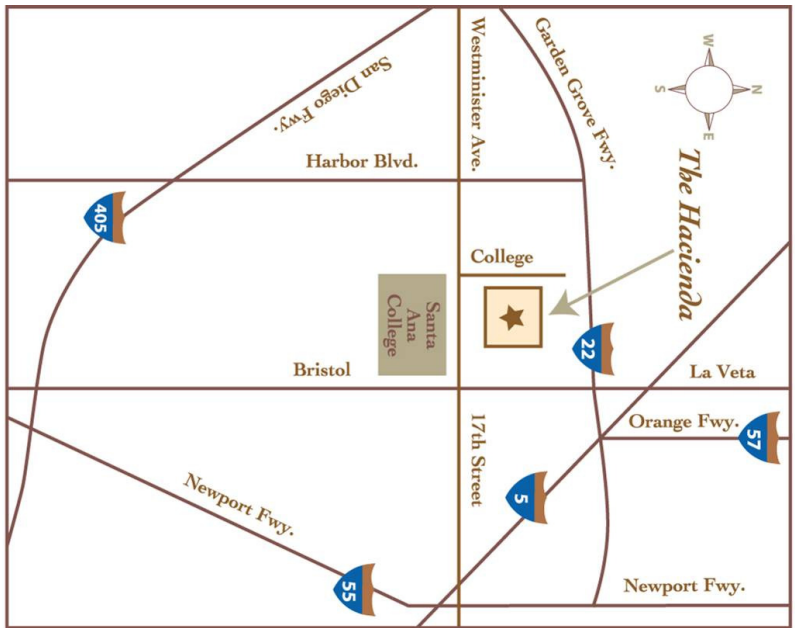 San Diego Fwy.
Westminister Ave.
Garden Grove Fwy.
W
N
S
E
The Hacienda
Harbor Blvd.
405
College
Santa
Ana
College
22
Bristol
La Veta
17th Street
Orange Fwy.
57
5
Newport Fwy.
55
Newport Fwy.